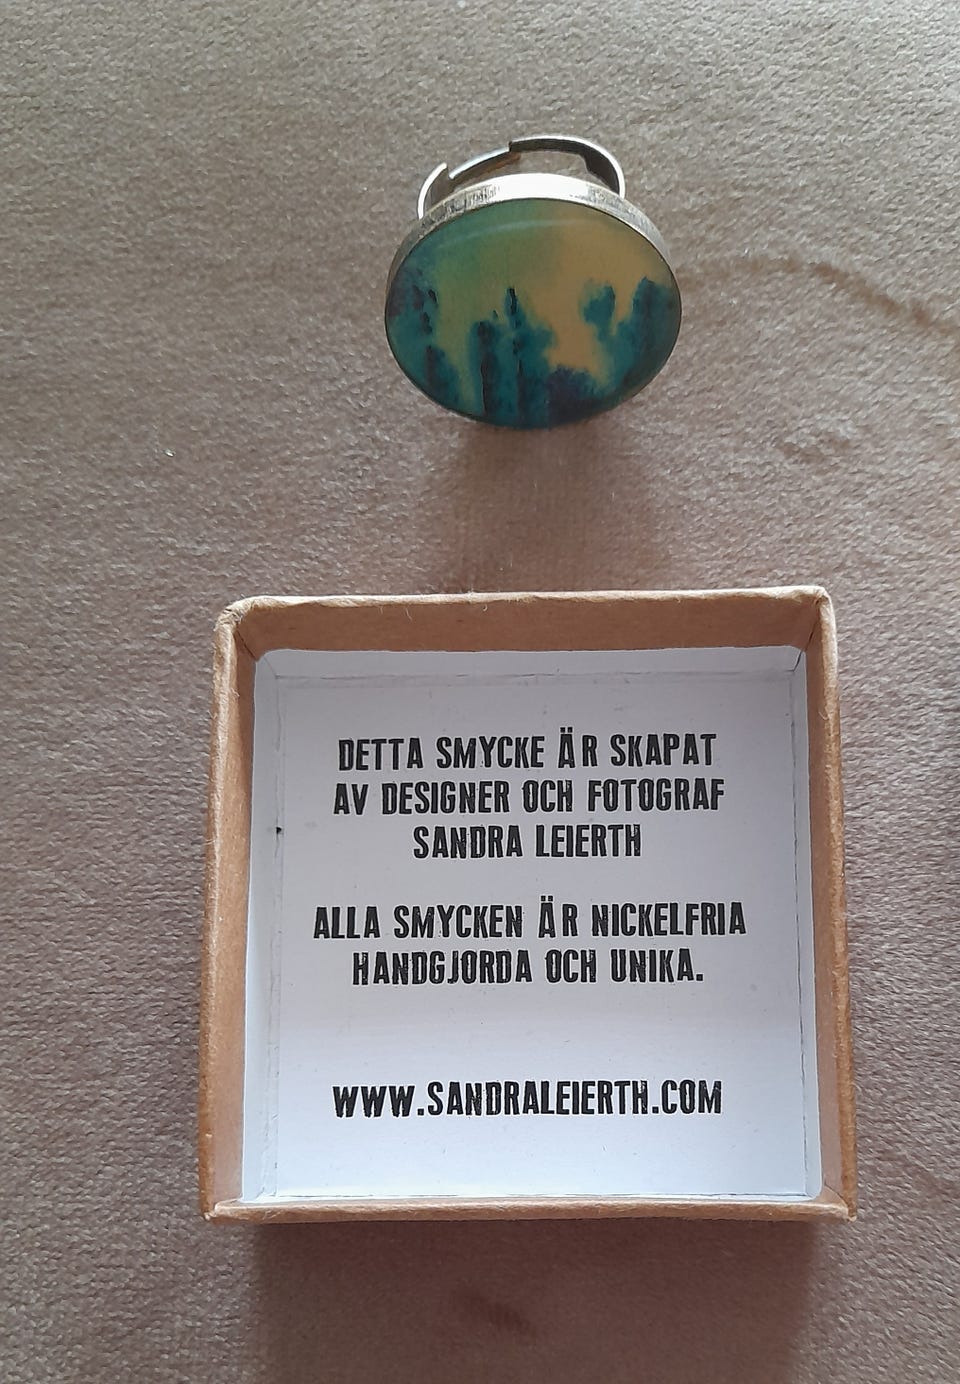 DETTA SMYCKE ÄR SKAPAT
AV DESIGNER OCH FOTOGRAF
SANDRA LEIERTH
ALLA SMYCKEN ÄR NICKELFRIA
HANDGJORDA OCH UNIKA.
WWW.SANDRALEIERTH.COM